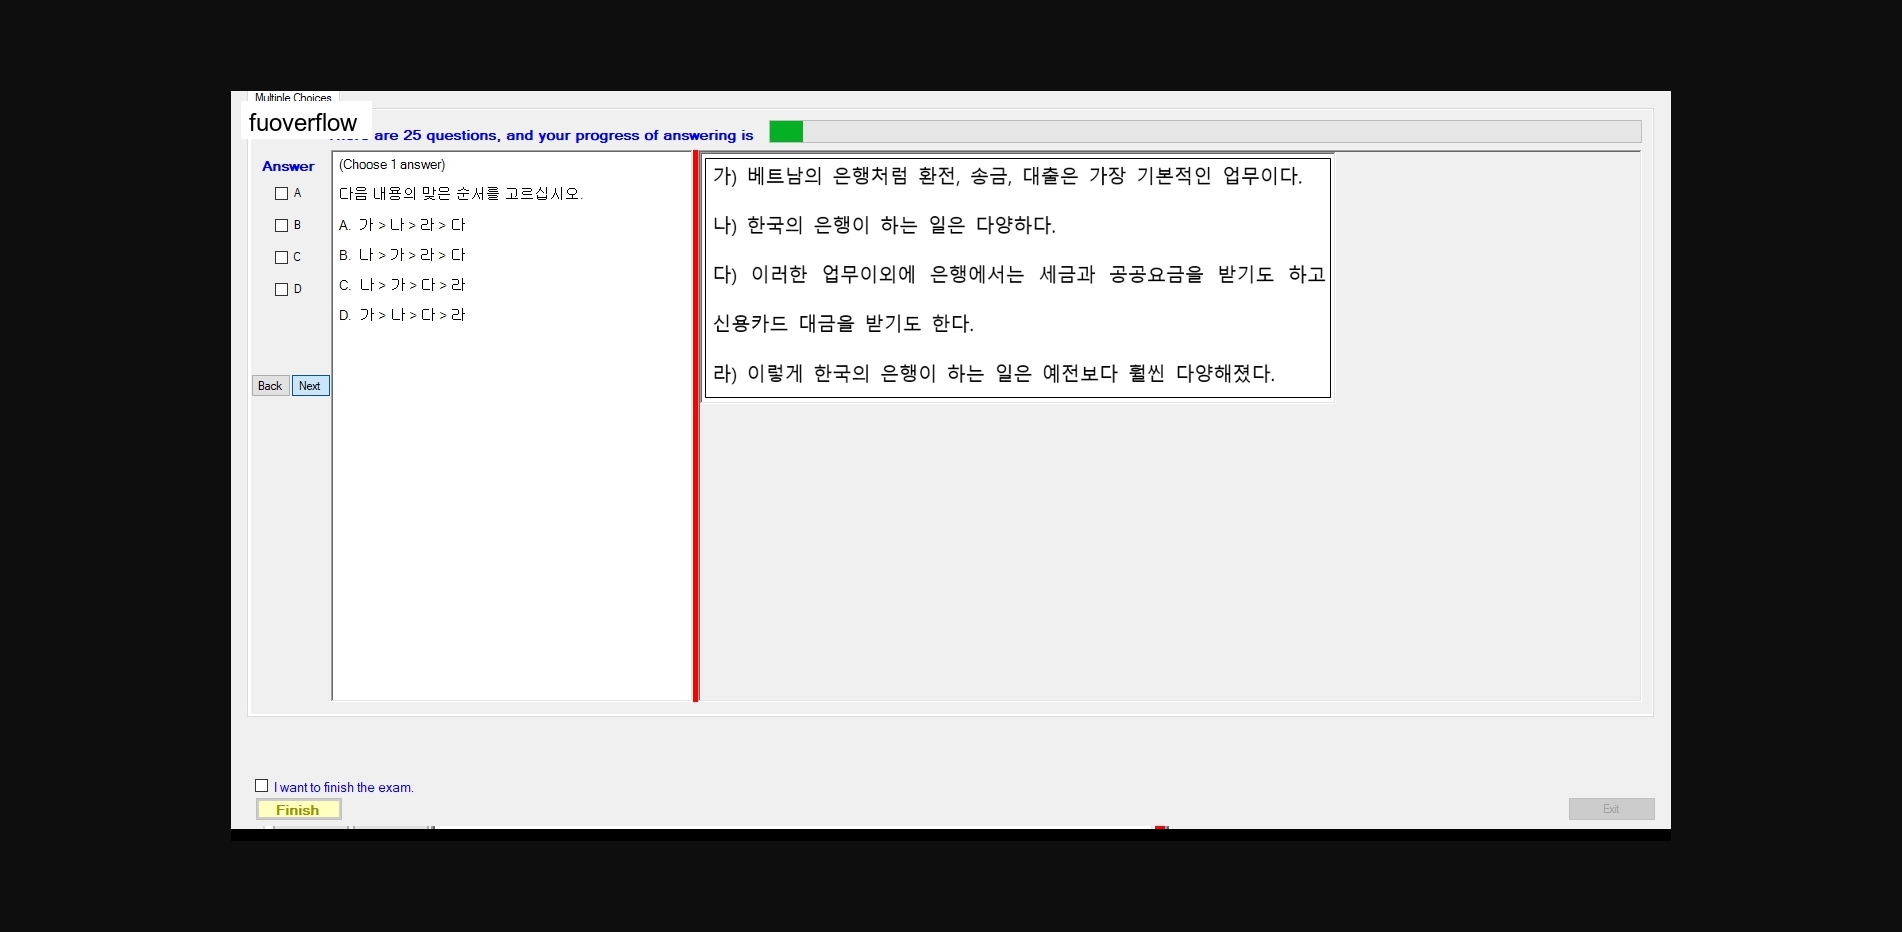 Multiple Choices
fuoverflow
are 25 questions, and your progress of answering is
Answer
A
B
C
D
Back
Next
(Choose 1 answer)
다음 내용의 맞은 순서를 고르십시오.
A. 가 > 나 > 라 > 다
B. 나 > 가 > 라 > 다
C. 나 > 가 > 다 > 라
D. 가 > 나 > 다 > 라
가) 베트남의 은행처럼 환전, 송금, 대출은 가장 기본적인 업무이다.
나) 한국의 은행이 하는 일은 다양하다.
다) 이러한 업무이외에 은행에서는 세금과 공공요금을 받기도 하고
신용카드 대금을 받기도 한다.
라) 이렇게 한국의 은행이 하는 일은 예전보다 훨씬 다양해졌다.
I want to finish the exam.
Finish
Exit